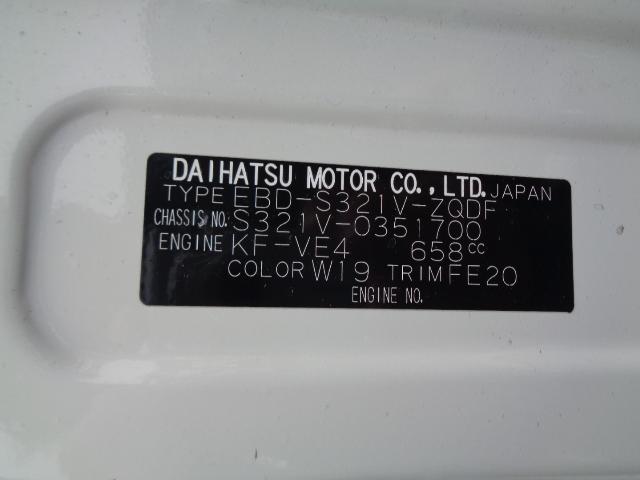 DAIHATSU MOTOR CO.,LTD. JAPAN
TYPE EBD-S321V-ZQDF
CHASSIS NO. S321V-0351700
ENGINE KF-VE4 658cc
COLOR W19 TRIM FE20
ENGINE NO.